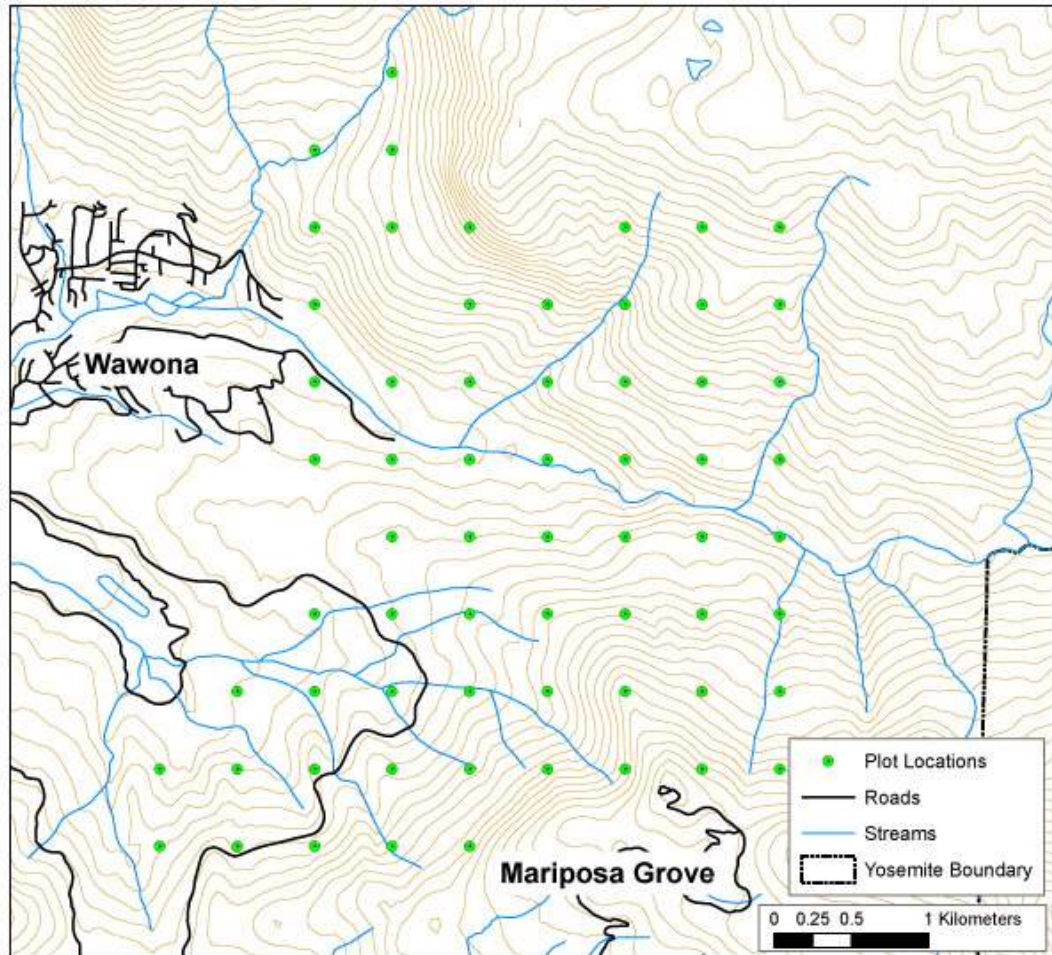 Wawona
Mariposa Grove
Plot Locations
Roads
Streams
Yosemite Boundary
0 0.25 0.5 1 Kilometers